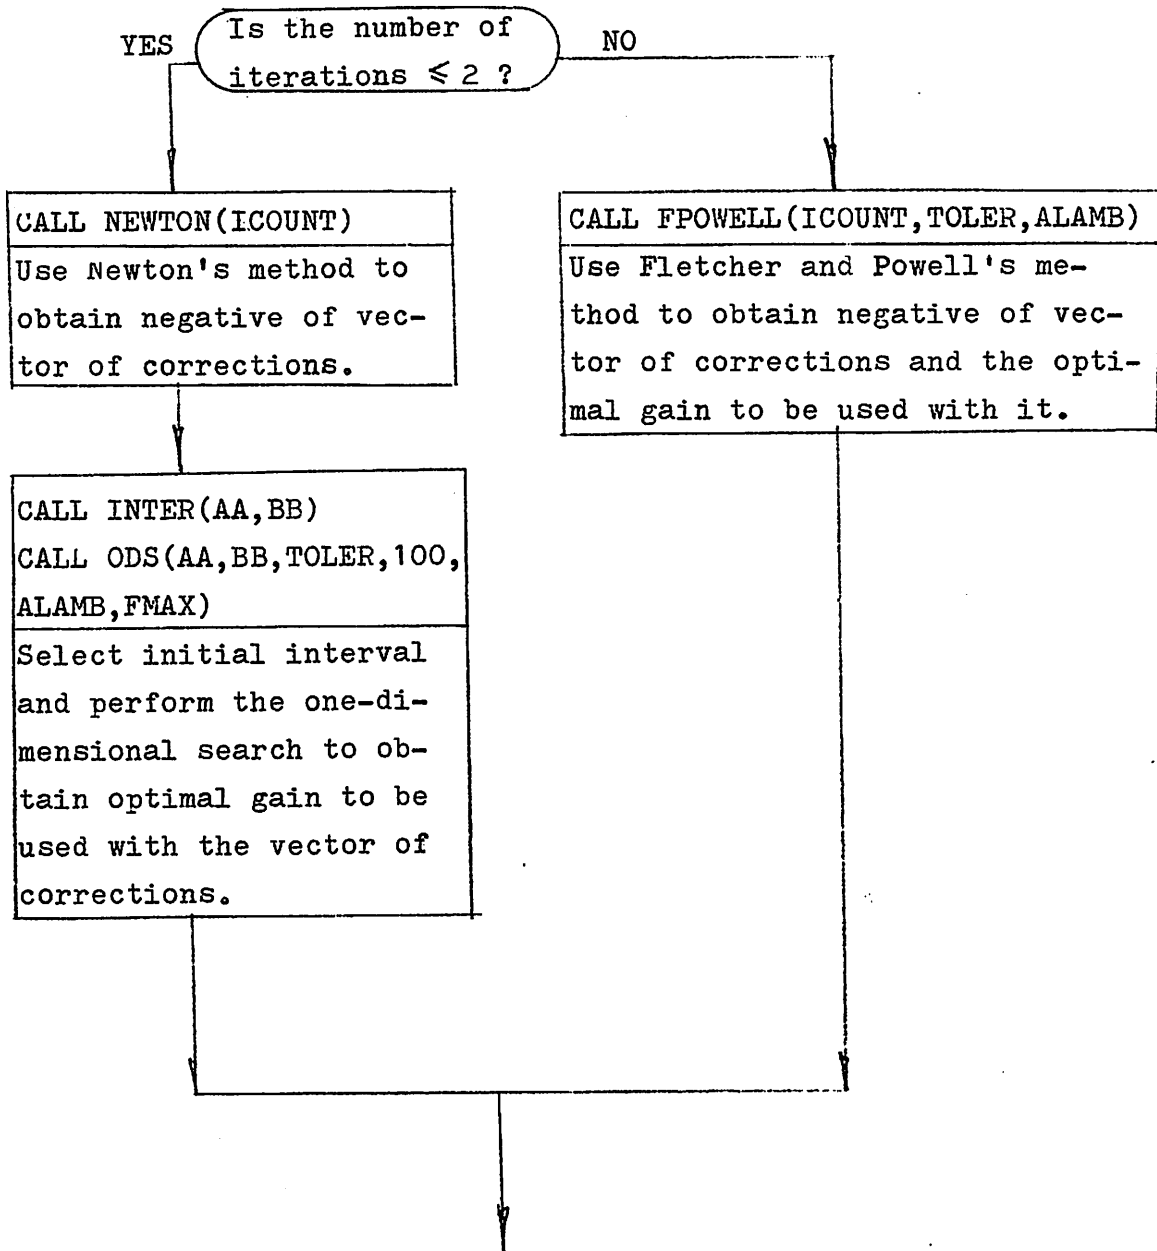 Is the number of
iterations ⩽ 2 ?
YES
NO
CALL NEWTON(ICOUNT)
Use Newton's method to
obtain negative of vec-
tor of corrections.
CALL INTER(AA,BB)
CALL ODS(AA,BB,TOLER,100,
ALAMB,FMAX)
Select initial interval
and perform the one-di-
mensional search to ob-
tain optimal gain to be
used with the vector of
corrections.
CALL FPOWELL(ICOUNT,TOLER,ALAMB)
Use Fletcher and Powell's me-
thod to obtain negative of vec-
tor of corrections and the opti-
mal gain to be used with it.